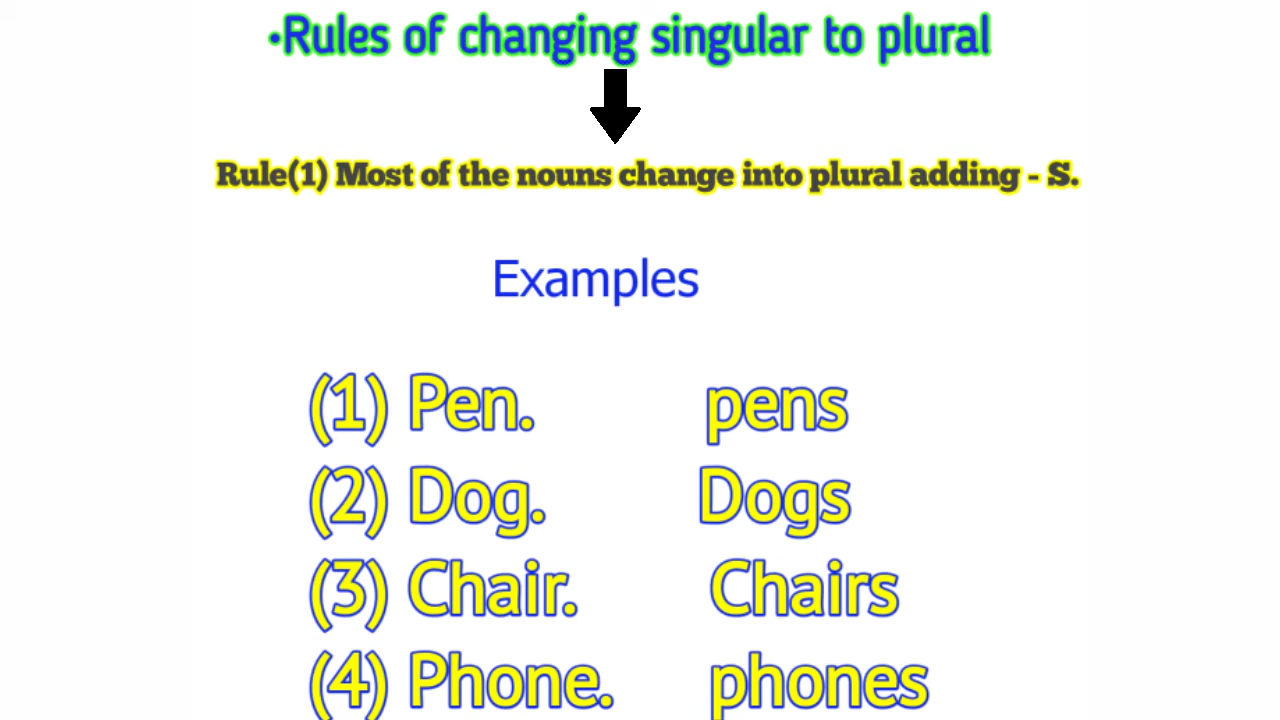 •Rules of changing singular to plural
Rule(1) Most of the nouns change into plural adding - S.
Examples
(1) Pen. pens
(2) Dog. Dogs
(3) Chair. Chairs
(4) Phone. phones